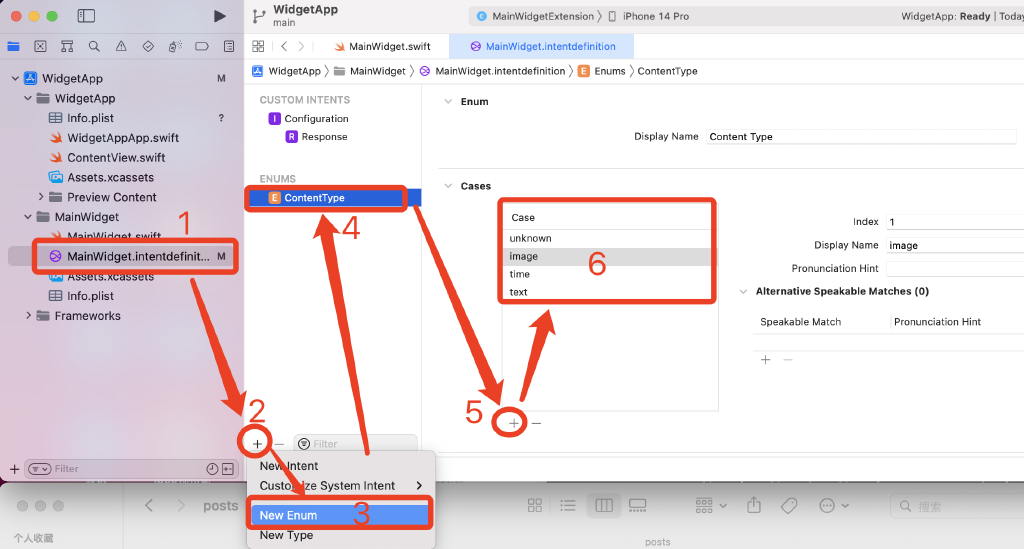 WidgetApp
main
MainWidgetExtension
iPhone 14 Pro
WidgetApp: Ready | Today
MainWidget.swift
MainWidget.intentdefinition
WidgetApp
MainWidget
MainWidget.intentdefinition
Enums
ContentType
WidgetApp M
WidgetApp
Info.plist ?
WidgetAppApp.swift
ContentView.swift
Assets.xcassets
Preview Content
MainWidget
1
MainWidget.swift
MainWidget.intentdefinit... M
Assets.xcassets
Info.plist
Frameworks
Filter
CUSTOM INTENTS
I Configuration
R Response
ENUMS
E ContentType
4
2
Filter
New Intent
Customize System Intent
New Enum
3
New Type
Enum
Display Name Content Type
Cases
Case
unknown
image
time
text
6
5
Index 1
Display Name image
Pronunciation Hint
Alternative Speakable Matches (0)
Speakable Match Pronunciation Hint
posts
搜索
个人收藏
posts